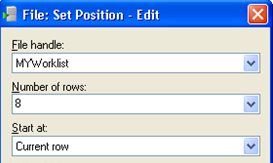 File: Set Position - Edit
File handle:
MYWorklist
Number of rows:
8
Start at:
Current row